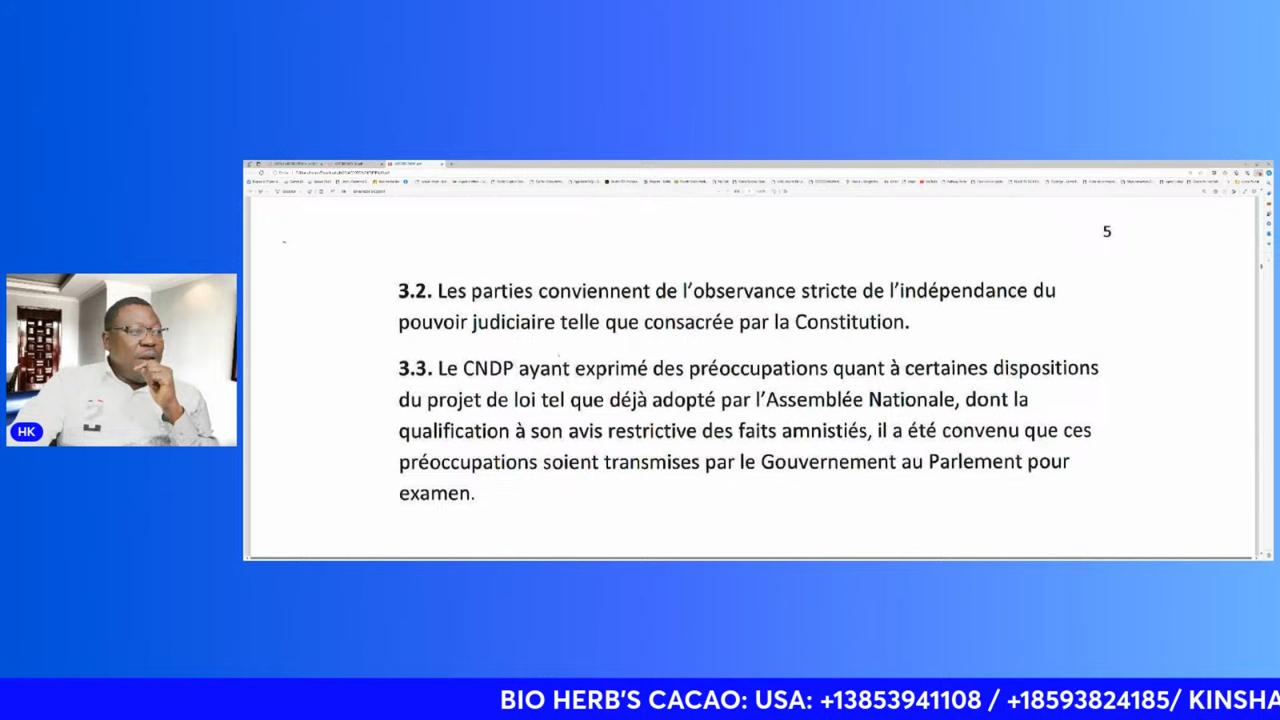 5
3.2. Les parties conviennent de l'observance stricte de l'indépendance du
pouvoir judiciaire telle que consacrée par la Constitution.
3.3. Le CNDP ayant exprimé des préoccupations quant à certaines dispositions
du projet de loi tel que déjà adopté par l'Assemblée Nationale, dont la
qualification à son avis restrictive des faits amnistiés, il a été convenu que ces
préoccupations soient transmises par le Gouvernement au Parlement pour
examen.
HK
BIO HERB'S CACAO: USA: +13853941108 / +18593824185/ KINSHA